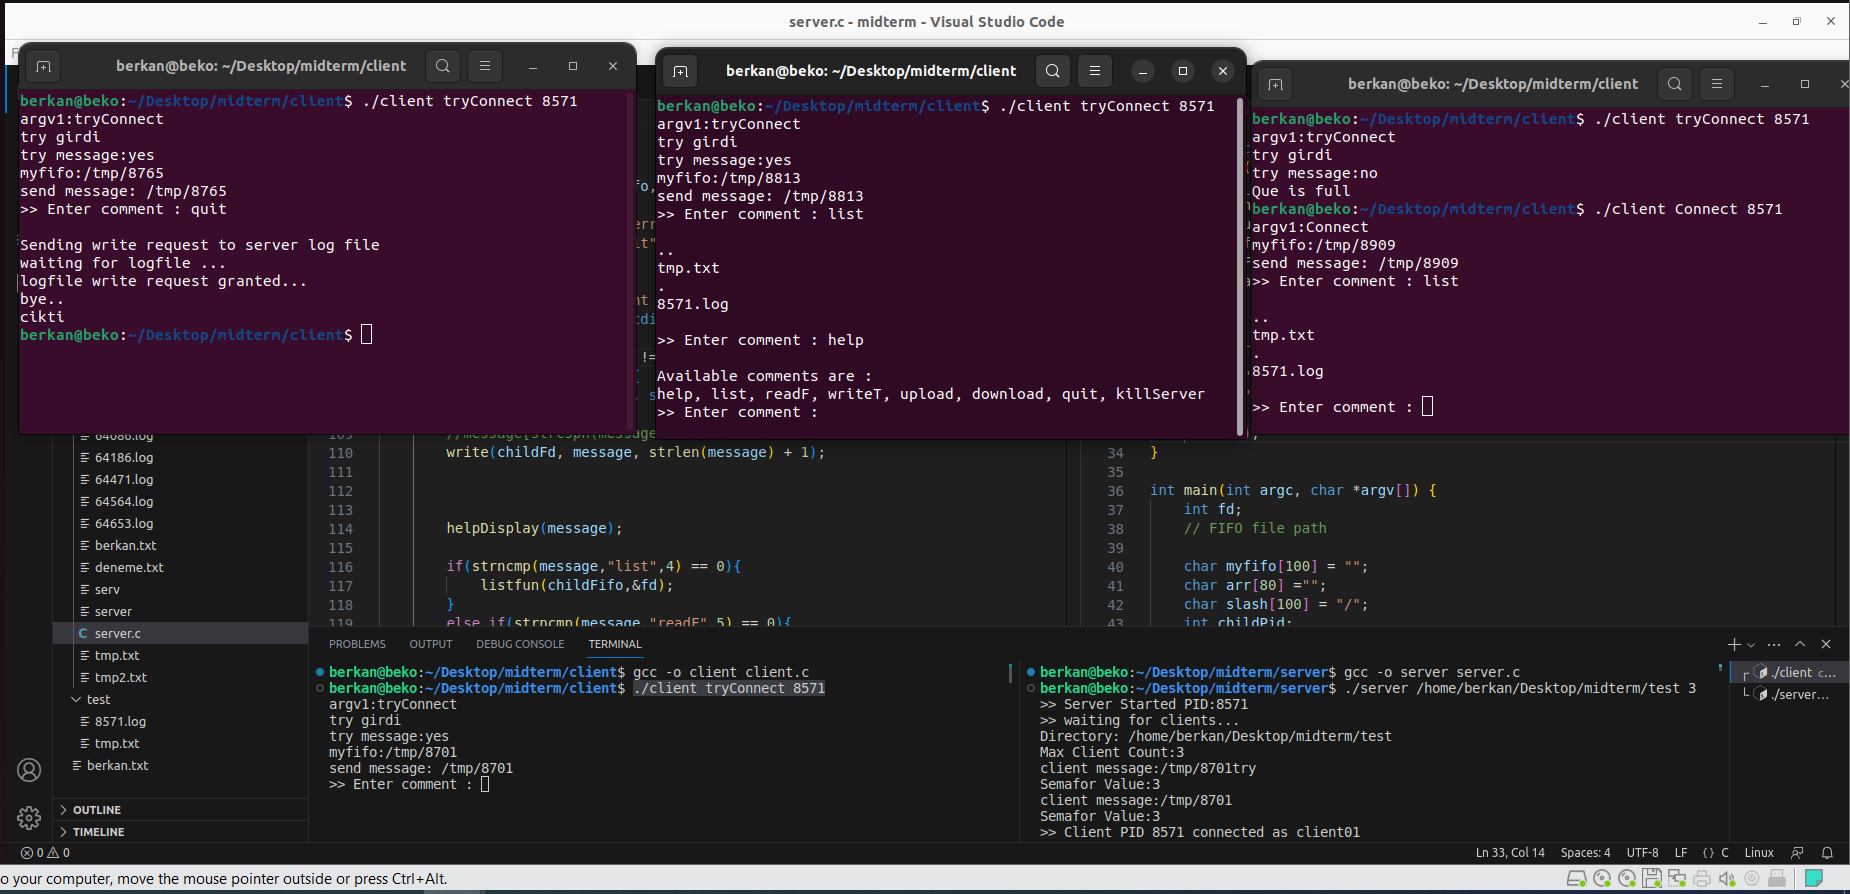 server.c - midterm - Visual Studio Code
berkan@beko: ~/Desktop/midterm/client
berkan@beko:~/Desktop/midterm/client$ ./client tryConnect 8571
argv1:tryConnect
try girdi
try message:yes
myfifo:/tmp/8765
send message: /tmp/8765
>> Enter comment : quit
Sending write request to server log file
waiting for logfile ...
logfile write request granted...
bye..
cikti
berkan@beko:~/Desktop/midterm/client$
berkan@beko: ~/Desktop/midterm/client
berkan@beko:~/Desktop/midterm/client$ ./client tryConnect 8571
argv1:tryConnect
try girdi
try message:yes
myfifo:/tmp/8813
send message: /tmp/8813
>> Enter comment : list
..
tmp.txt
.
8571.log
>> Enter comment : help
Available comments are :
help, list, readF, writeT, upload, download, quit, killServer
>> Enter comment :
berkan@beko: ~/Desktop/midterm/client
berkan@beko:~/Desktop/midterm/client$ ./client tryConnect 8571
argv1:tryConnect
try girdi
try message:no
Que is full
berkan@beko:~/Desktop/midterm/client$ ./client Connect 8571
argv1:Connect
myfifo:/tmp/8909
send message: /tmp/8909
>> Enter comment : list
..
tmp.txt
.
8571.log
>> Enter comment :
64086.log
64186.log
64471.log
64564.log
64653.log
berkan.txt
deneme.txt
serv
server
C server.c
tmp.txt
tmp2.txt
test
8571.log
tmp.txt
berkan.txt
OUTLINE
TIMELINE
109 //message[strcspn(message
110 write(childFd, message, strlen(message) + 1);
111
112
113
114 helpDisplay(message);
115
116 if(strncmp(message,"list",4) == 0){
117 listfun(childFifo,&fd);
118 }
119 else if(strncmp(message,"readF",5) == 0){
34 }
35
36 int main(int argc, char *argv[]) {
37 int fd;
38 // FIFO file path
39
40 char myfifo[100] = "";
41 char arr[80] ="";
42 char slash[100] = "/";
43 int childPid;
PROBLEMS OUTPUT DEBUG CONSOLE TERMINAL
berkan@beko:~/Desktop/midterm/client$ gcc -o client client.c
berkan@beko:~/Desktop/midterm/client$ ./client tryConnect 8571
argv1:tryConnect
try girdi
try message:yes
myfifo:/tmp/8701
send message: /tmp/8701
>> Enter comment :
berkan@beko:~/Desktop/midterm/server$ gcc -o server server.c
berkan@beko:~/Desktop/midterm/server$ ./server /home/berkan/Desktop/midterm/test 3
>> Server Started PID:8571
>> waiting for clients...
Directory: /home/berkan/Desktop/midterm/test
Max Client Count:3
client message:/tmp/8701try
Semafor Value:3
client message:/tmp/8701
Semafor Value:3
>> Client PID 8571 connected as client01
./client c...
./server...
0 0
Ln 33, Col 14 Spaces: 4 UTF-8 LF { } C Linux
o your computer, move the mouse pointer outside or press Ctrl+Alt.